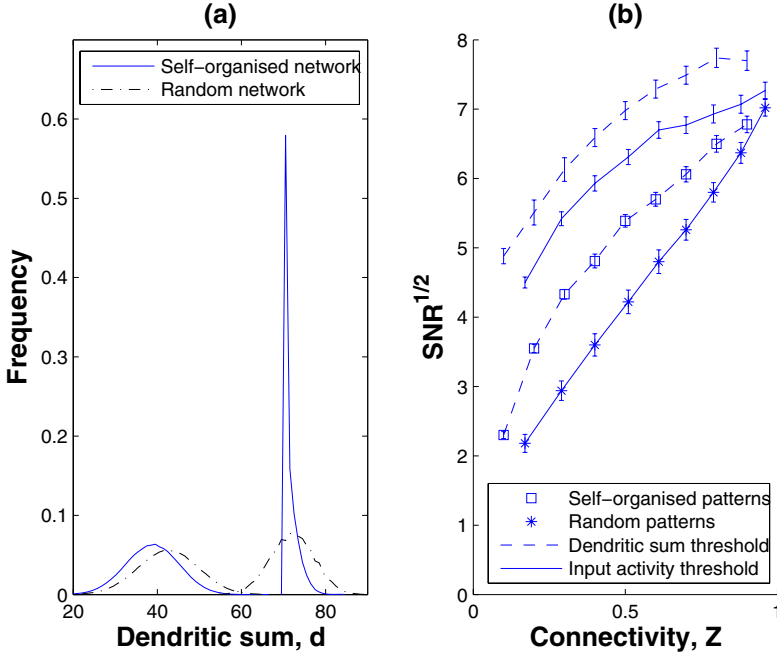 (a)
Self-organised network
Random network
0.6
0.5
0.4
0.3
0.2
0.1
0
20
40
60
80
Frequency
Dendritic sum, d
(b)
8
7
6
5
4
3
2
1
0
0
0.5
1
SNR^1/2
Self-organised patterns
Random patterns
Dendritic sum threshold
Input activity threshold
Connectivity, Z